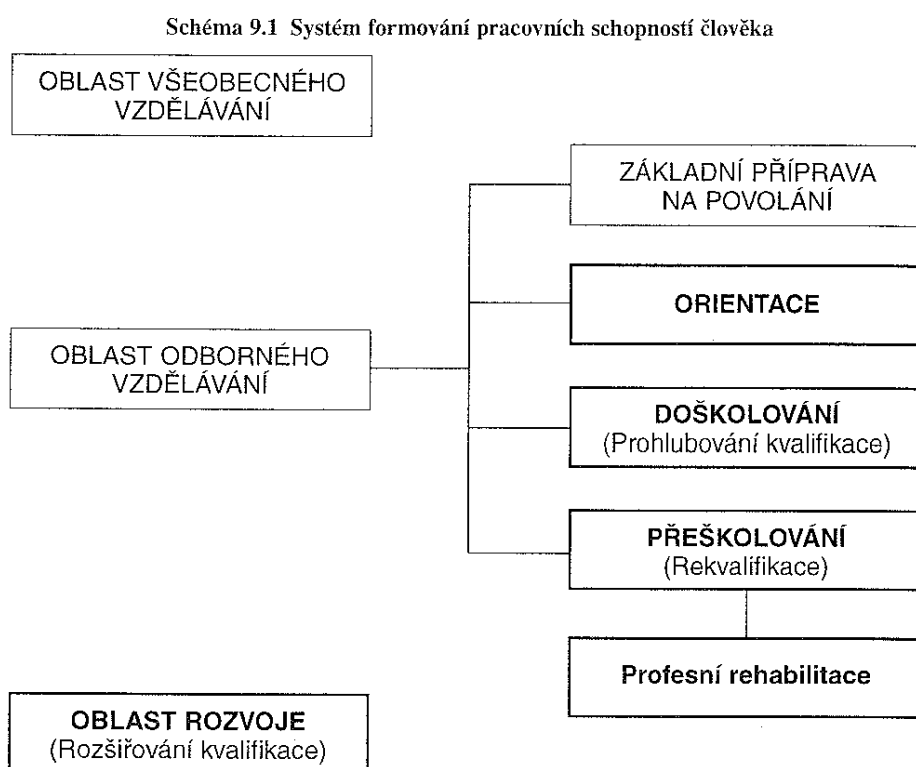 Schéma 9.1 Systém formování pracovních schopností člověka
OBLAST VŠEOBECNÉHO
VZDĚLÁVÁNÍ
ZÁKLADNÍ PŘÍPRAVA
NA POVOLÁNÍ
ORIENTACE
OBLAST ODBORNÉHO
VZDĚLÁVÁNÍ
DOŠKOLOVÁNÍ
(Prohlubování kvalifikace)
PŘEŠKOLOVÁNÍ
(Rekvalifikace)
Profesní rehabilitace
OBLAST ROZVOJE
(Rozšiřování kvalifikace)